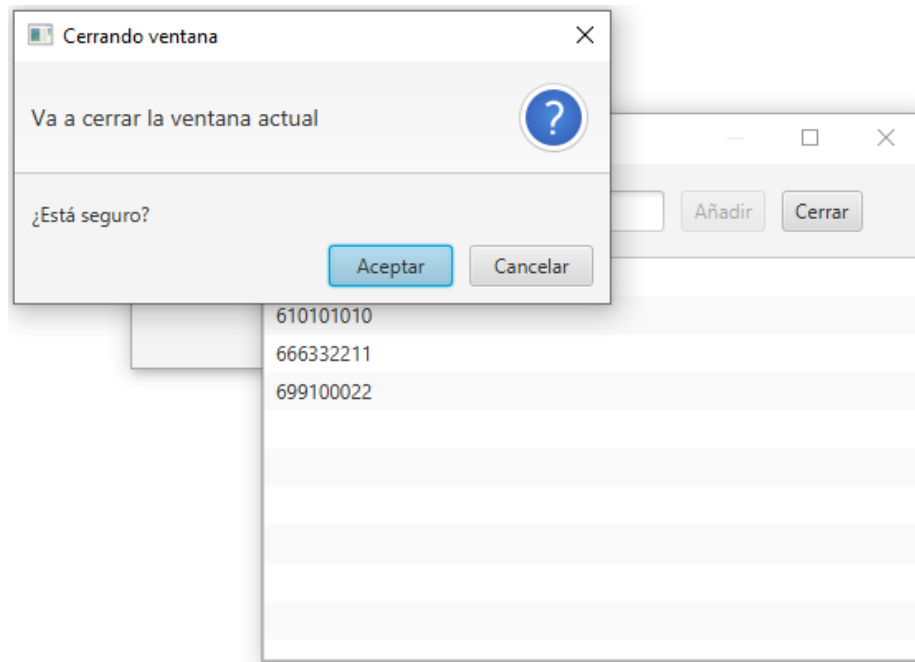 Cerrando ventana
Va a cerrar la ventana actual
?
¿Está seguro?
Aceptar Cancelar
Añadir Cerrar
610101010
666332211
699100022